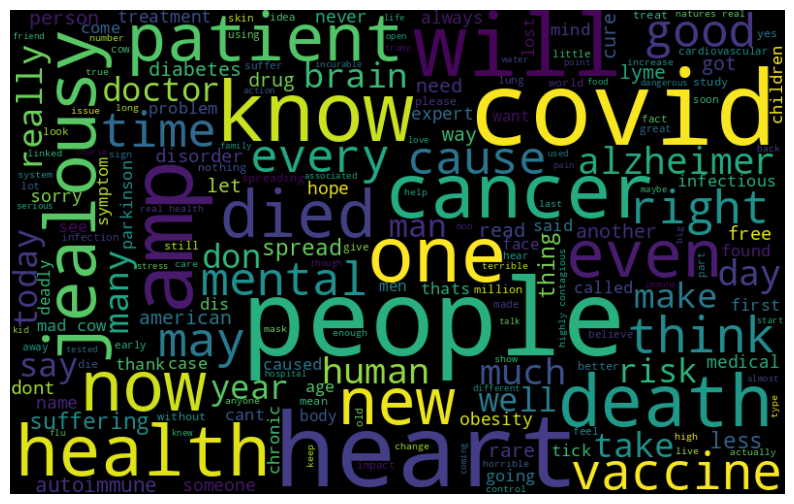 person
treatment
skin
idea
never
life
always
mind
cure
lost
good
natures real
friend
number
come
cow
using
patient
will
open
yes
trump
treat
cardiovascular
suffer
incurable
water
point
little
got
increase
diabetes
brain
lyme
children
true
issue
action
lung
food
dangerous
study
really
jealousy
doctor
drug
know
need
world
soon
covid
long
problem
please
want
fact
look
time
expert
way
great
back
linked
course
sign
family
love
disorder
every
cause
alzheimer
system
nothing
associated
used
pain
lot
symptom
spreading
let
hope
cancer
infectious
maybe
sorry
parkinson
real health
help
last
right
serious
see
amp
died
man
read
said
another
free
infection
still
face
non
big
immune
today
deadly
many
don
spread
give
one
hear
thing
even
found
stress
care
though
terrible
part
day
mental
men
thats
highly contagious
called
dis
million
make
first
mad cow
american
people
made
believe
start
kid
tested
early
may
mask
enough
talk
think
away
thank
case
caused
show
better
almost
say
die
hospital
human
much
risk
medical
dont
now
year
new
well
death
type
name
anyone
age
mean
different
obesity
suffering
without
cant
body
old
feel
chronic
rare
tick
take
high
less
flu
knew
health
heart
going
live
actually
keep
change
coming
horrible
autoimmune
someone
impact
control
vaccine